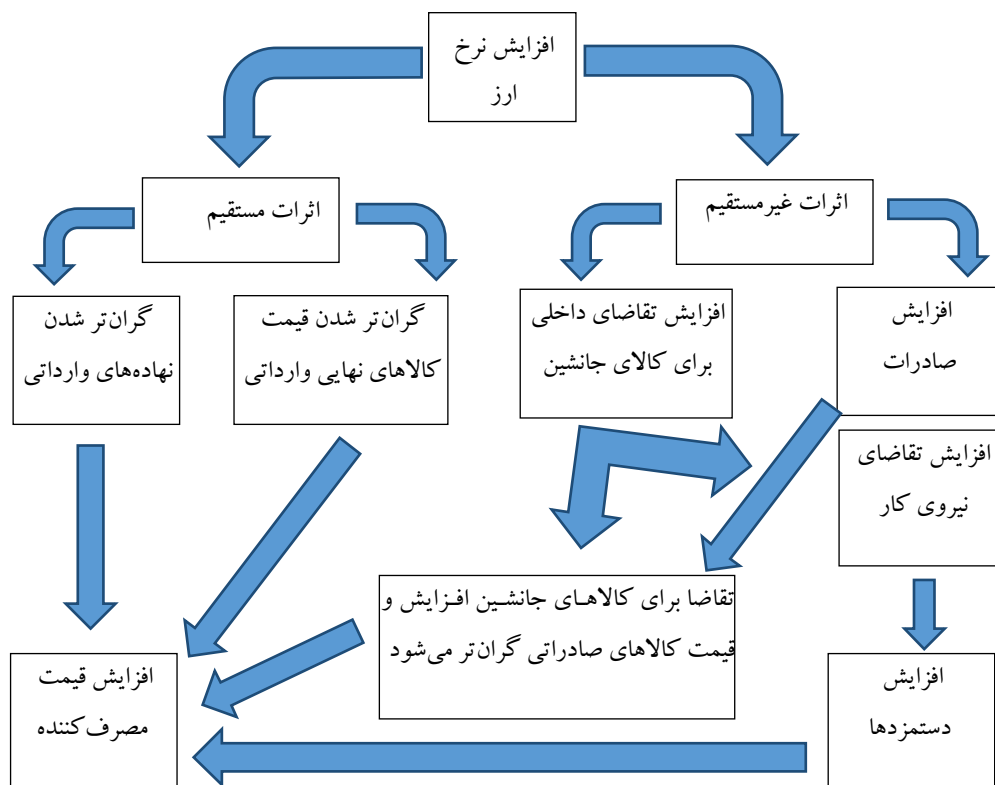 افزایش نرخ
ارز
اثرات غیرمستقیم
اثرات مستقیم
افزایش
صادرات
افزایش تقاضای داخلی
برای کالای جانشین
گران‌تر شدن قیمت
کالاهای نهایی وارداتی
گران‌تر شدن
نهاده‌های وارداتی
افزایش تقاضای
نیروی کار
تقاضا برای کالاهـای جانشـین افـزایش و
قیمت کالاهای صادراتی گران‌تر می‌شود
افزایش
دستمزدها
افزایش قیمت
مصرف‌کننده